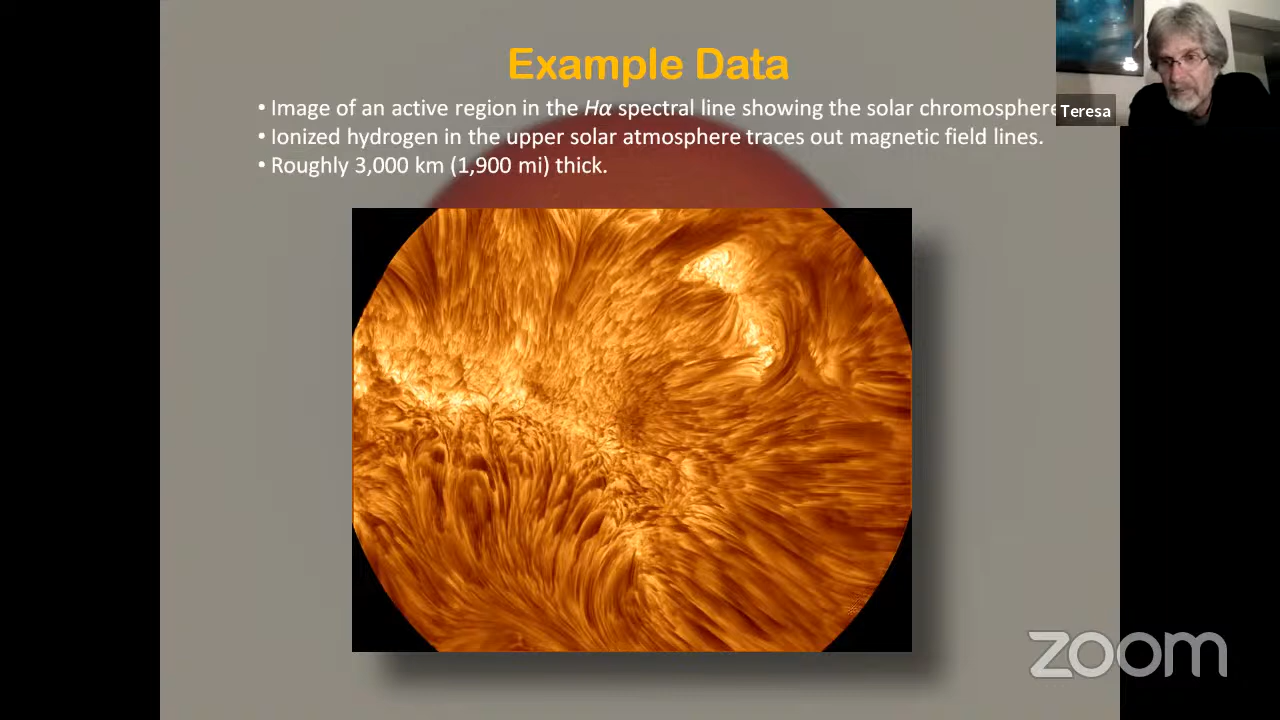 Example Data
• Image of an active region in the Hα spectral line showing the solar chromosphere
• Ionized hydrogen in the upper solar atmosphere traces out magnetic field lines.
• Roughly 3,000 km (1,900 mi) thick.
Teresa
zoom